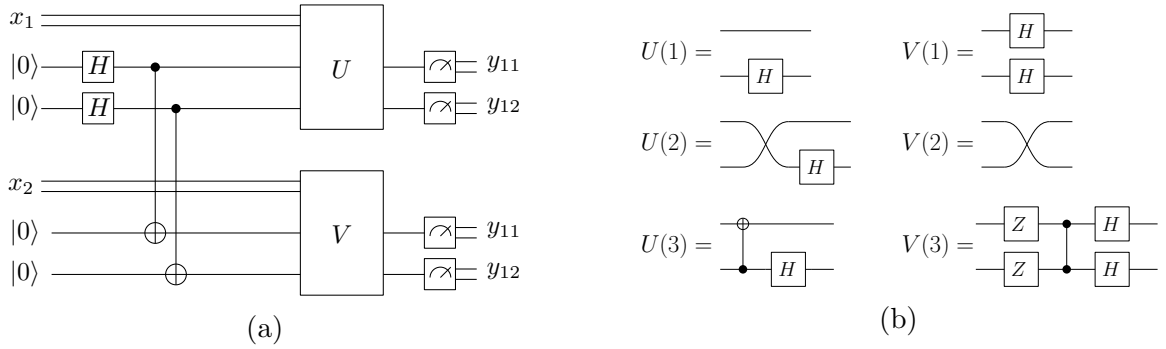 x₁ U
|0⟩ H y₁₁
|0⟩ H y₁₂
x₂ V
|0⟩ y₁₁
|0⟩ y₁₂
(a)
U(1) = H V(1) = H H
U(2) = H V(2) =
U(3) = H V(3) = Z H Z H
(b)